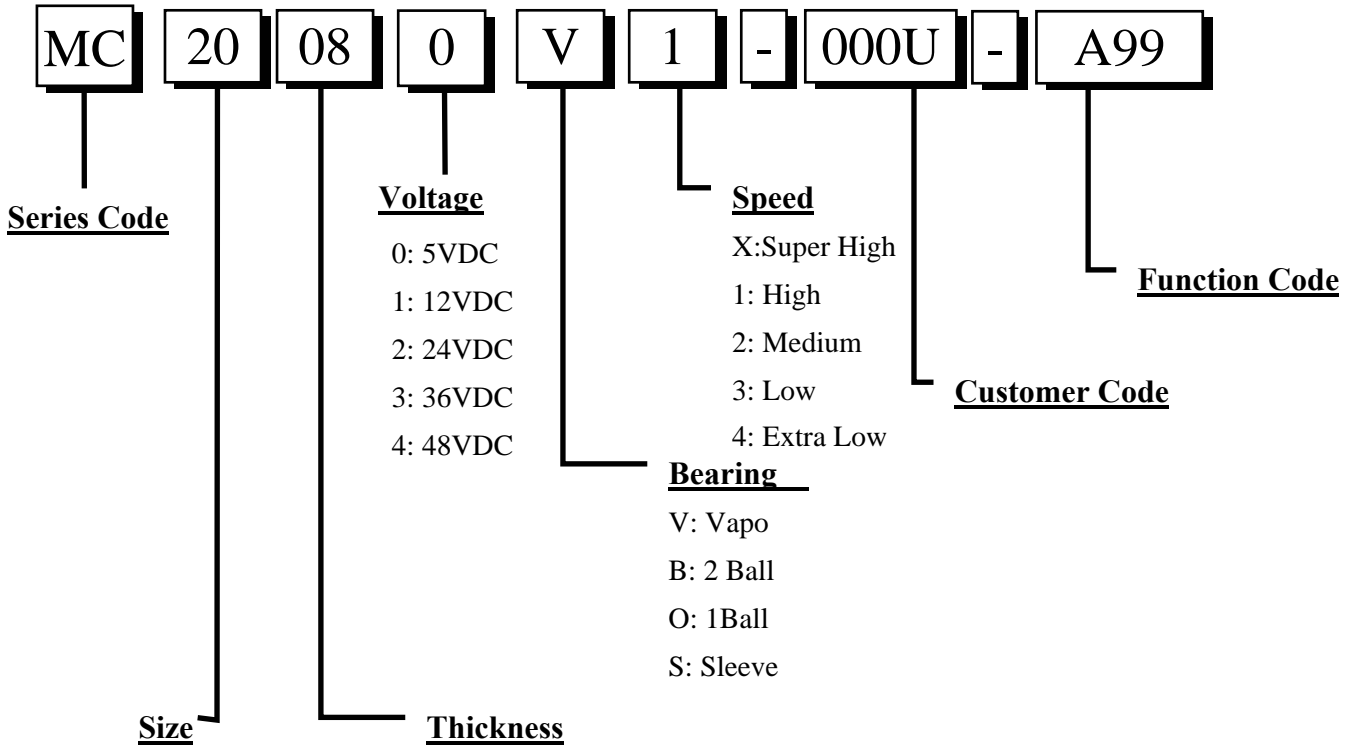 MC 20 08 0 V 1 - 000U - A99
Series Code
Voltage
0: 5VDC
1: 12VDC
2: 24VDC
3: 36VDC
4: 48VDC
Speed
X:Super High
1: High
2: Medium
3: Low
4: Extra Low
Function Code
Customer Code
Bearing
V: Vapo
B: 2 Ball
O: 1Ball
S: Sleeve
Size
Thickness